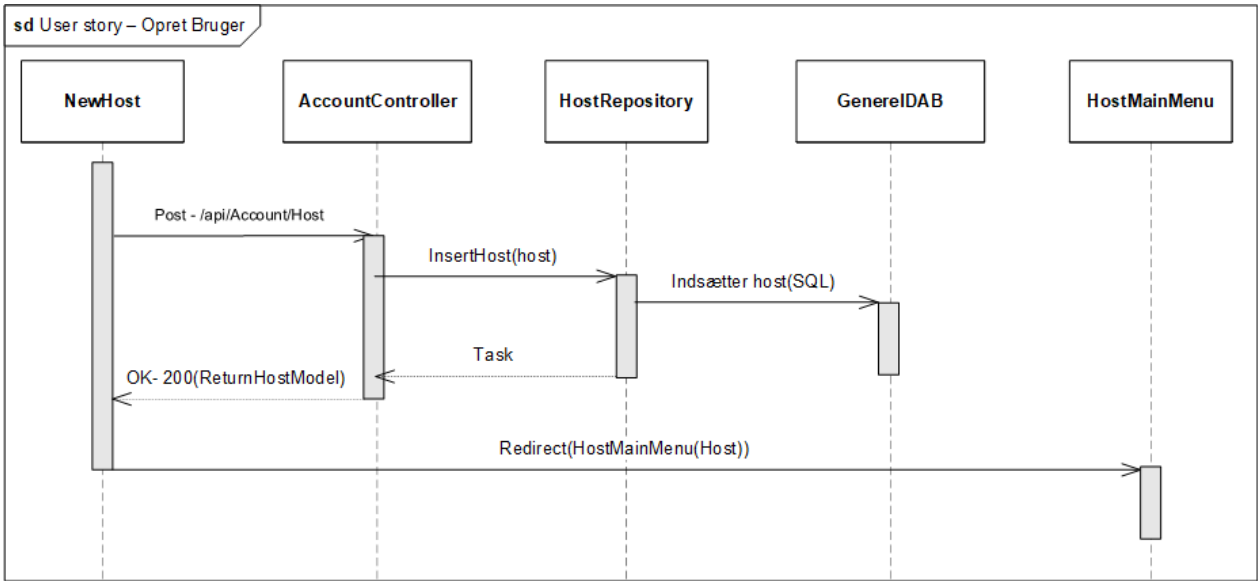 sd User story – Opret Bruger
NewHost
AccountController
HostRepository
GenerelDAB
HostMainMenu
Post - /api/Account/Host
InsertHost(host)
Indsætter host(SQL)
Task
OK- 200(ReturnHostModel)
Redirect(HostMainMenu(Host))